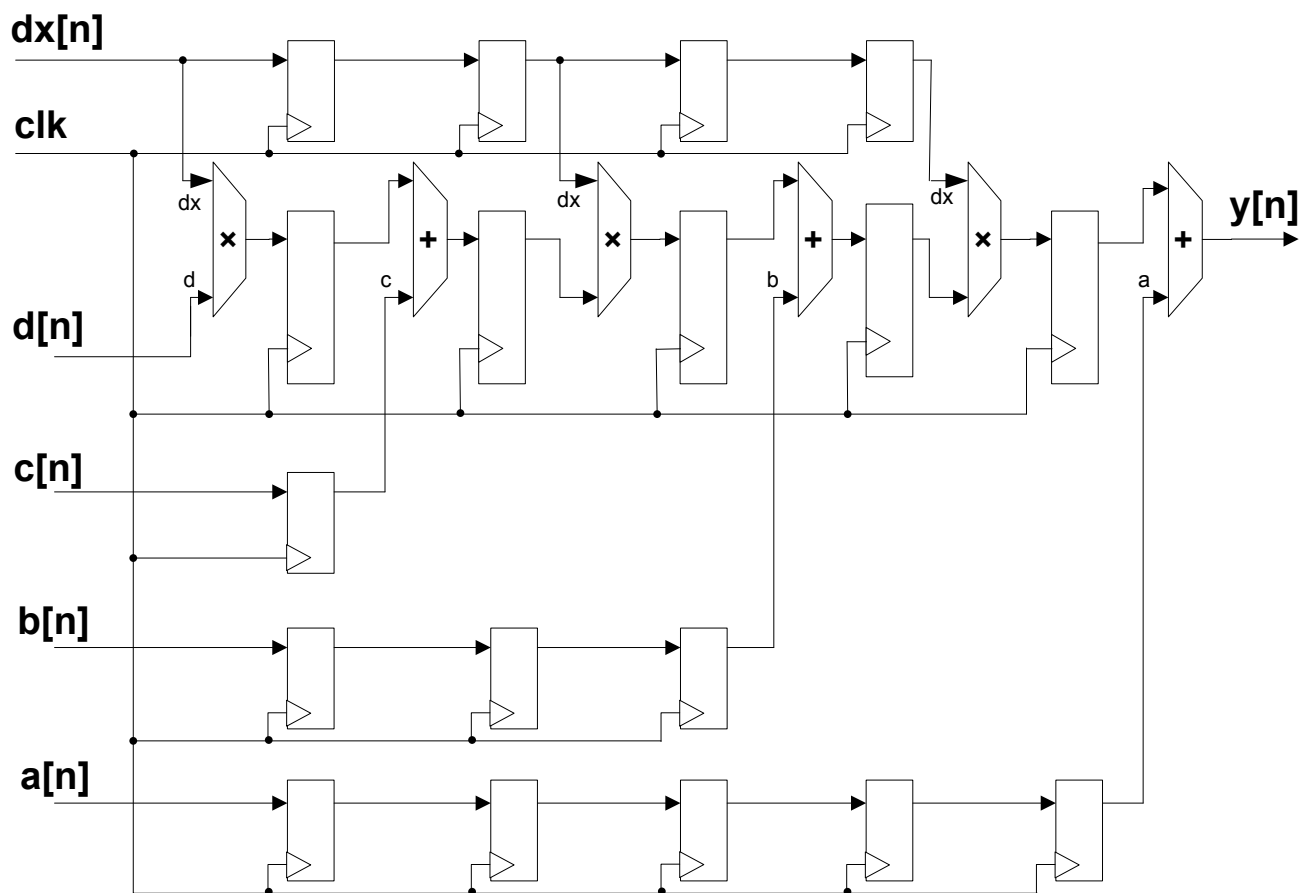 dx[n]
clk
dx
dx
dx
y[n]
×
+
×
+
×
+
d
c
b
a
d[n]
c[n]
b[n]
a[n]